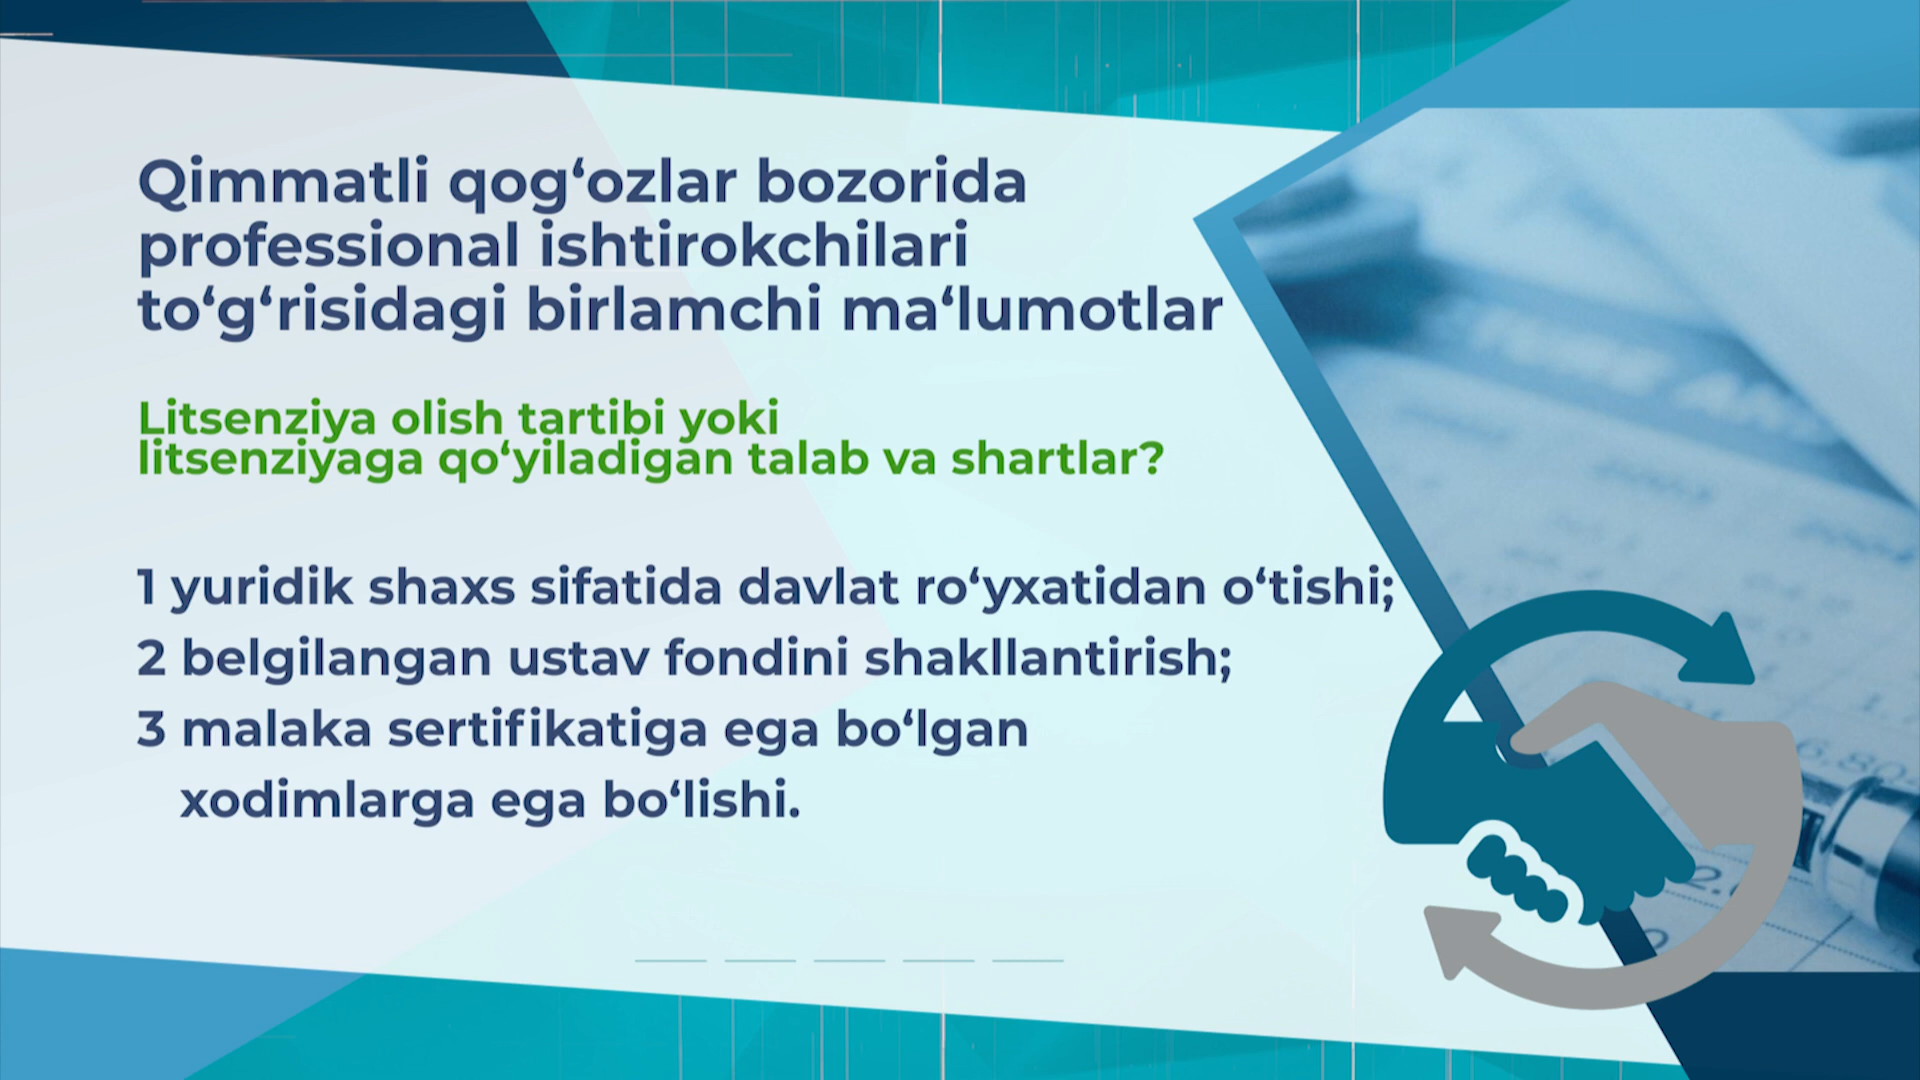 Qimmatli qog‘ozlar bozorida
professional ishtirokchilari
to‘g‘risidagi birlamchi ma‘lumotlar
Litsenziya olish tartibi yoki
litsenziyaga qo‘yiladigan talab va shartlar?
1 yuridik shaxs sifatida davlat ro‘yxatidan o‘tishi;
2 belgilangan ustav fondini shakllantirish;
3 malaka sertifikatiga ega bo‘lgan
xodimlarga ega bo‘lishi.